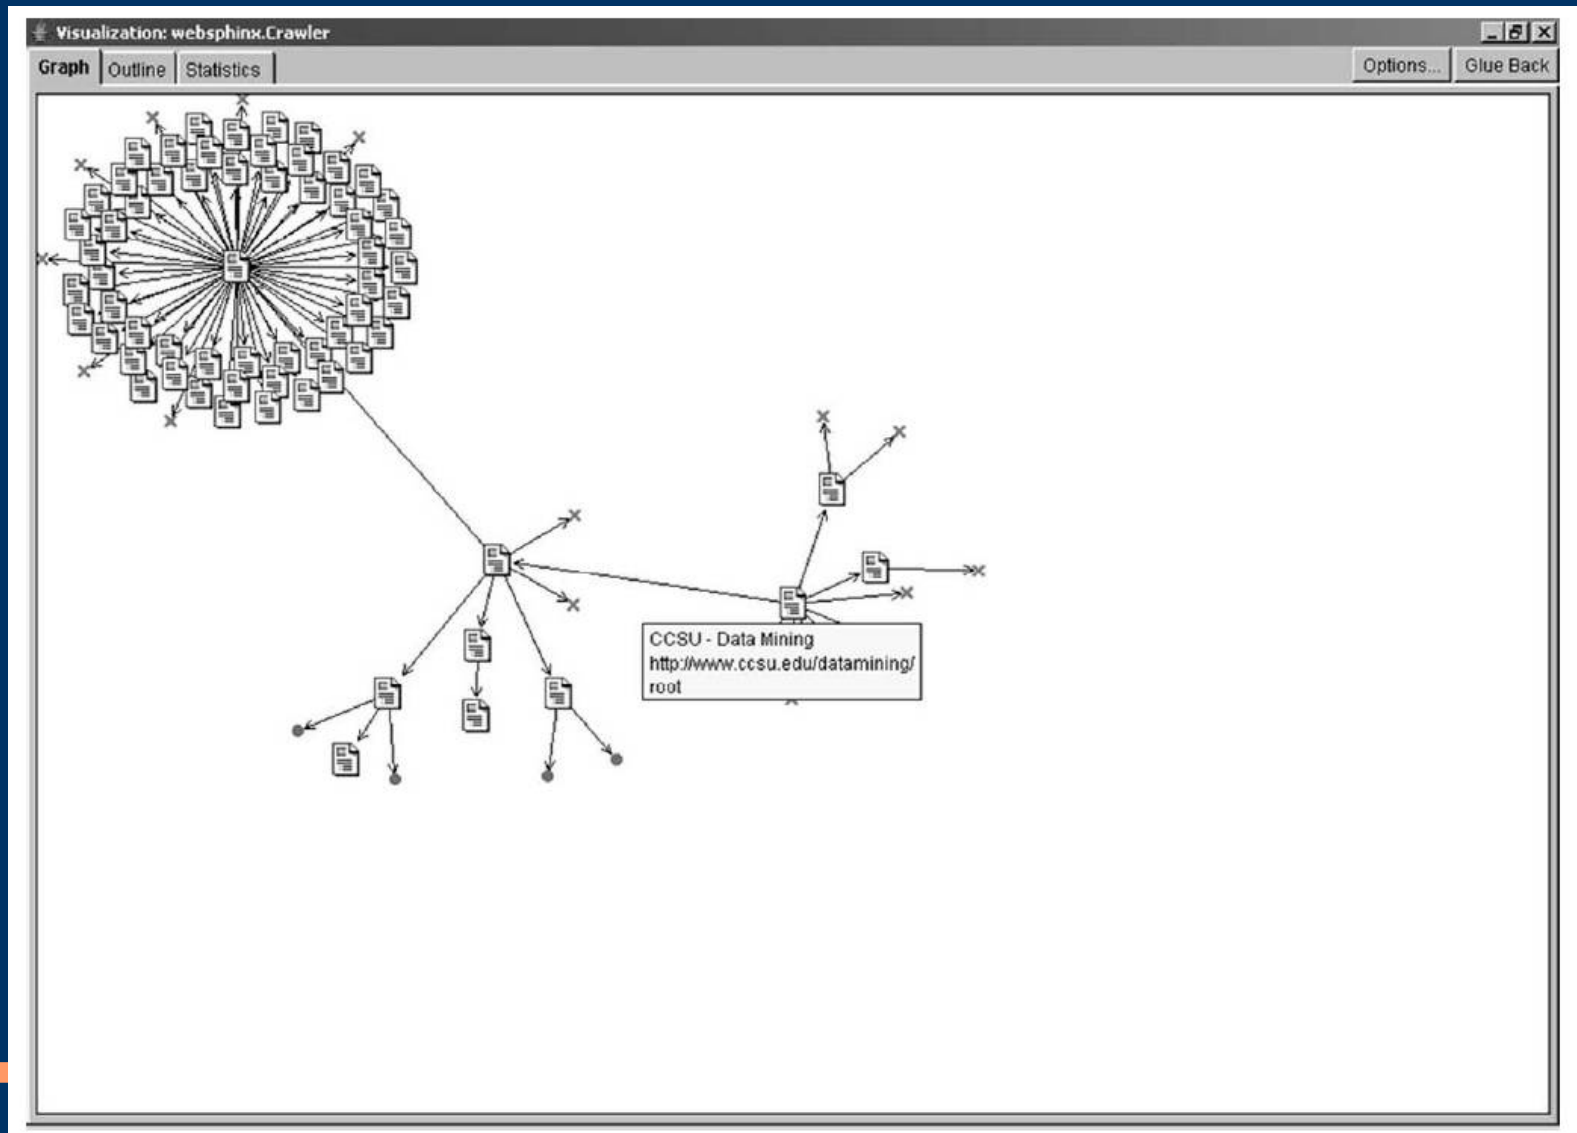 Visualization: websphinx.Crawler
Graph
Outline
Statistics
Options...
Glue Back
CCSU - Data Mining
http://www.ccsu.edu/datamining/
root